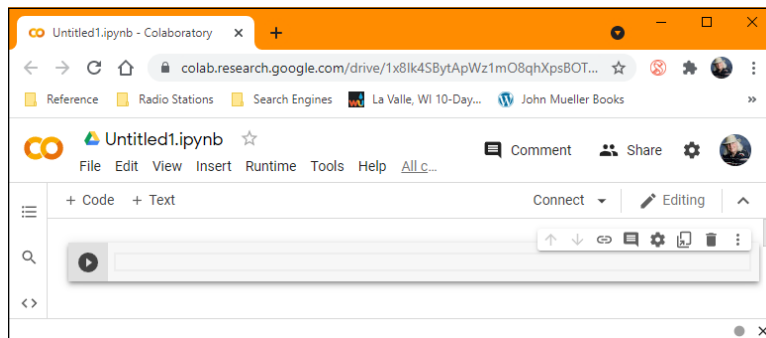 Untitled1.ipynb - Colaboratory
colab.research.google.com/drive/1x8Ik4SBytApWz1mO8qhXpsBOT...
Reference Radio Stations Search Engines La Valle, WI 10-Day... John Mueller Books »
Untitled1.ipynb
Comment Share
File Edit View Insert Runtime Tools Help All c...
+ Code + Text Connect Editing